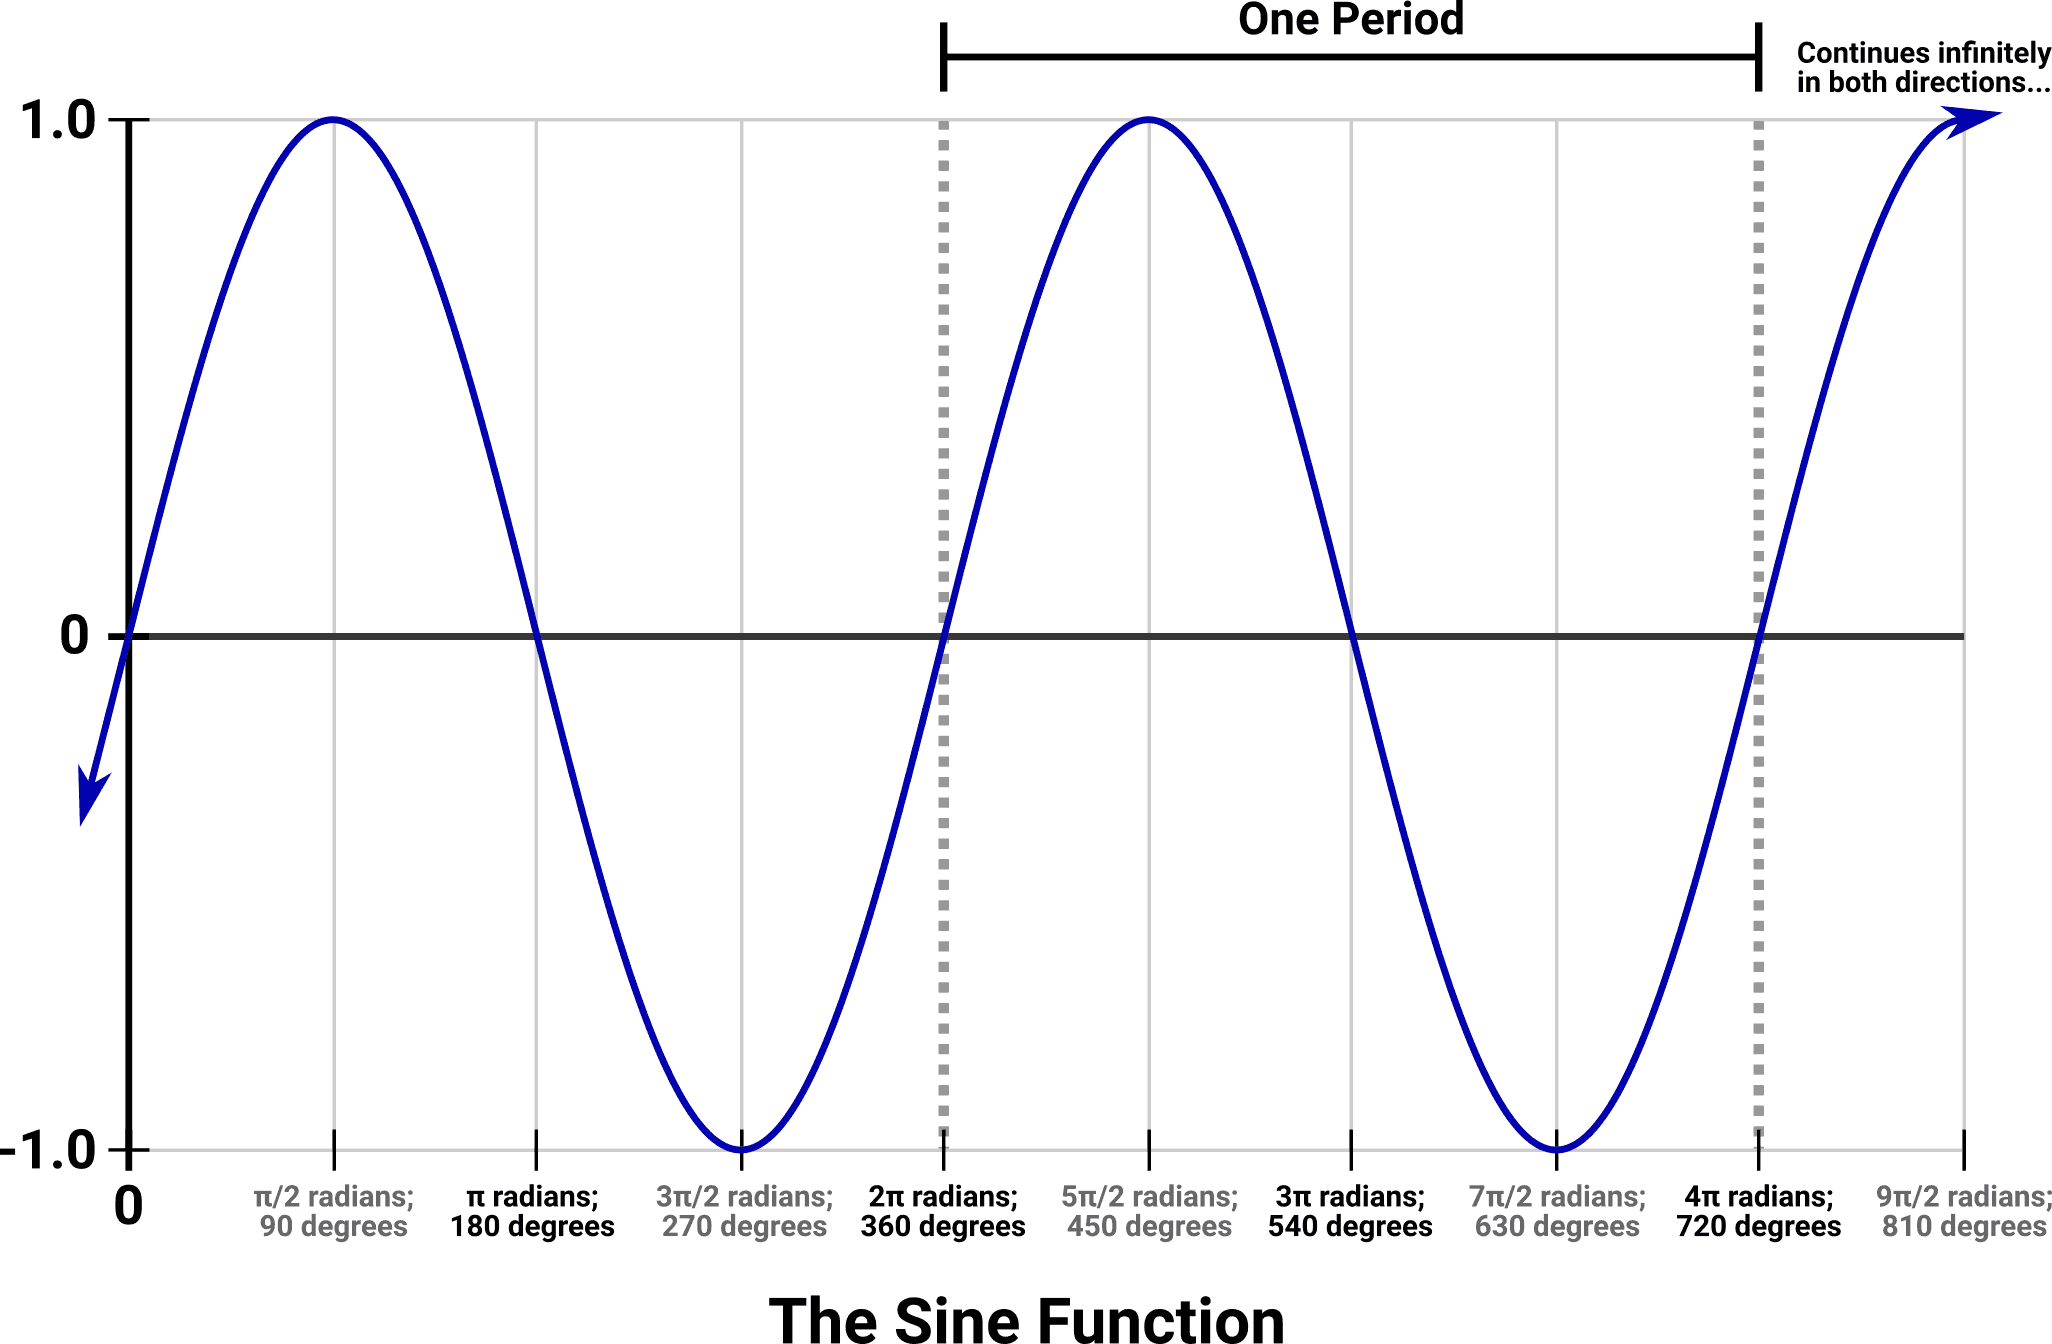 One Period
Continues infinitely
in both directions...
1.0
0
-1.0
0
π/2 radians;
90 degrees
π radians;
180 degrees
3π/2 radians;
270 degrees
2π radians;
360 degrees
5π/2 radians;
450 degrees
3π radians;
540 degrees
7π/2 radians;
630 degrees
4π radians;
720 degrees
9π/2 radians;
810 degrees
The Sine Function